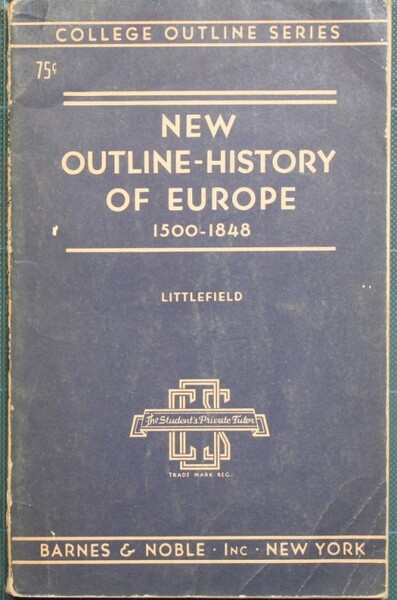 COLLEGE OUTLINE SERIES
75¢
NEW
OUTLINE-HISTORY
OF EUROPE
1500-1848
LITTLEFIELD
COS
The Student's Private Tutor
TRADE MARK REG.
BARNES & NOBLE · INC · NEW YORK